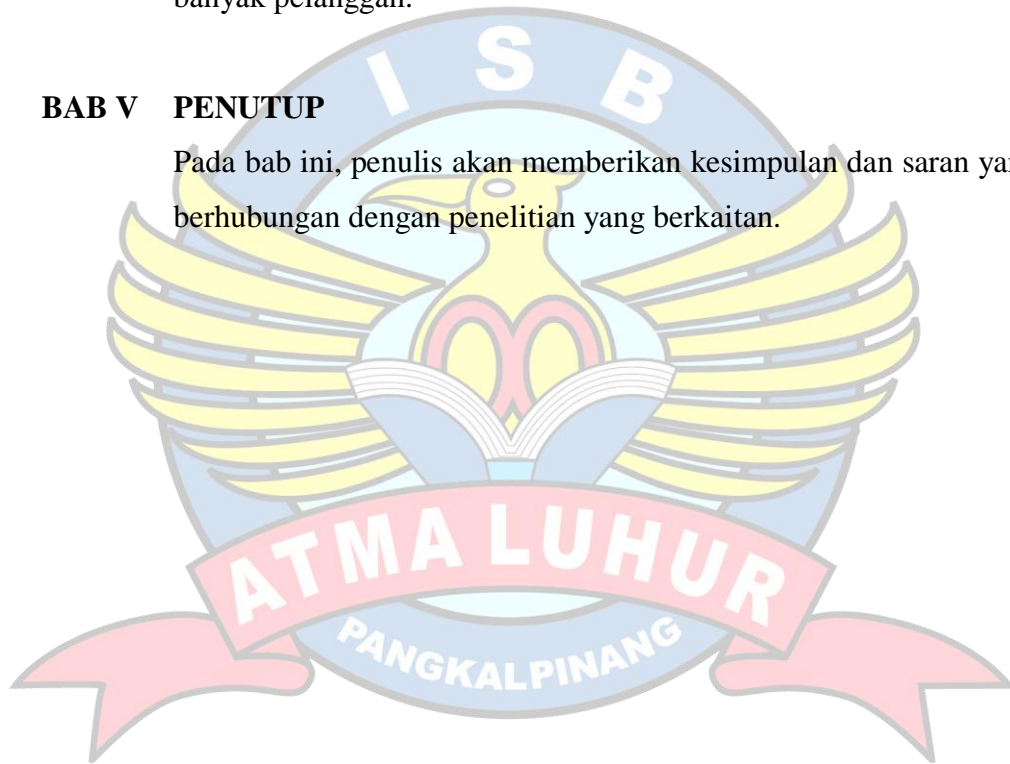 banyak pelanggan.
BAB V PENUTUP
Pada bab ini, penulis akan memberikan kesimpulan dan saran
berhubungan dengan penelitian yang berkaitan.
I S B
ATMA LUHUR
PANGKALPINANG